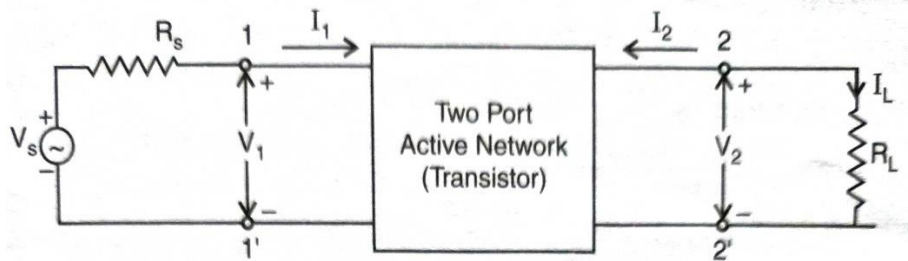 R_s
1
I_1
I_2
2
+
+
+
I_L
V_s
~
V_1
Two Port
Active Network
(Transistor)
V_2
R_L
−
−
−
1'
2'